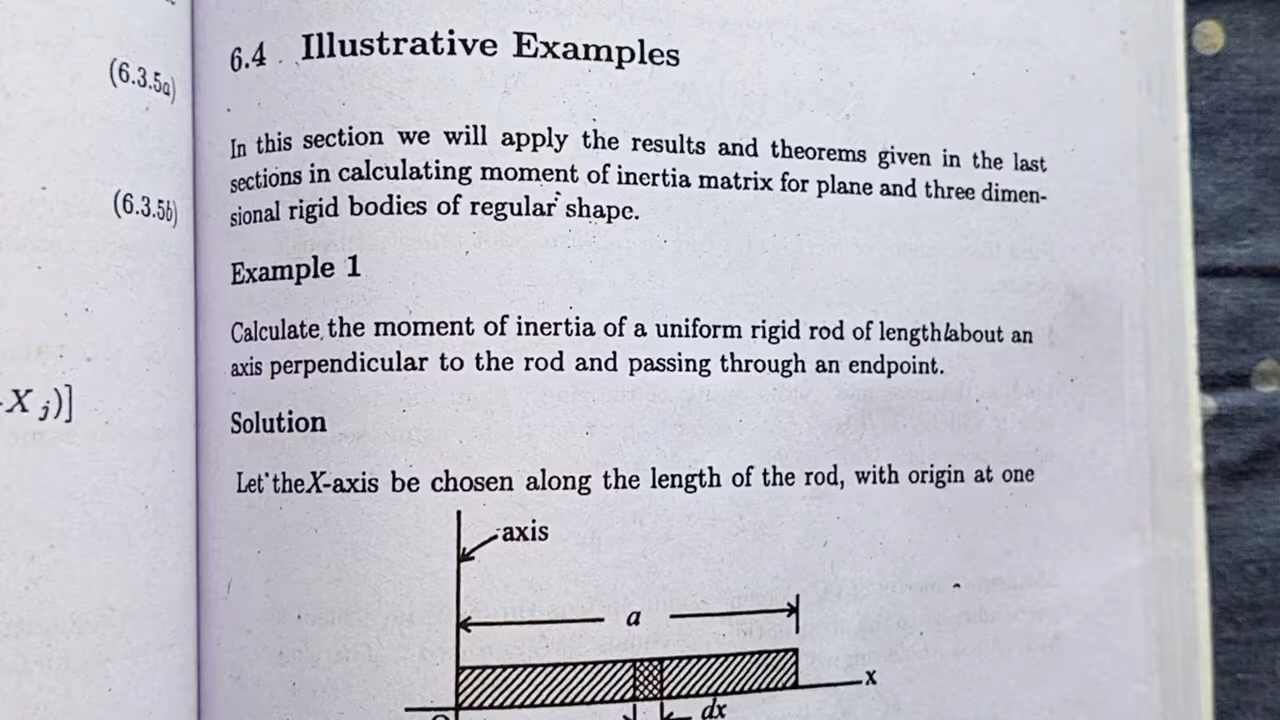 (6.3.5a)
(6.3.5b)
-X j)]
6.4 Illustrative Examples
In this section we will apply the results and theorems given in the last
sections in calculating moment of inertia matrix for plane and three dimen-
sional rigid bodies of regular shape.
Example 1
Calculate the moment of inertia of a uniform rigid rod of length l about an
axis perpendicular to the rod and passing through an endpoint.
Solution
Let the X-axis be chosen along the length of the rod, with origin at one
axis
a
x
dx